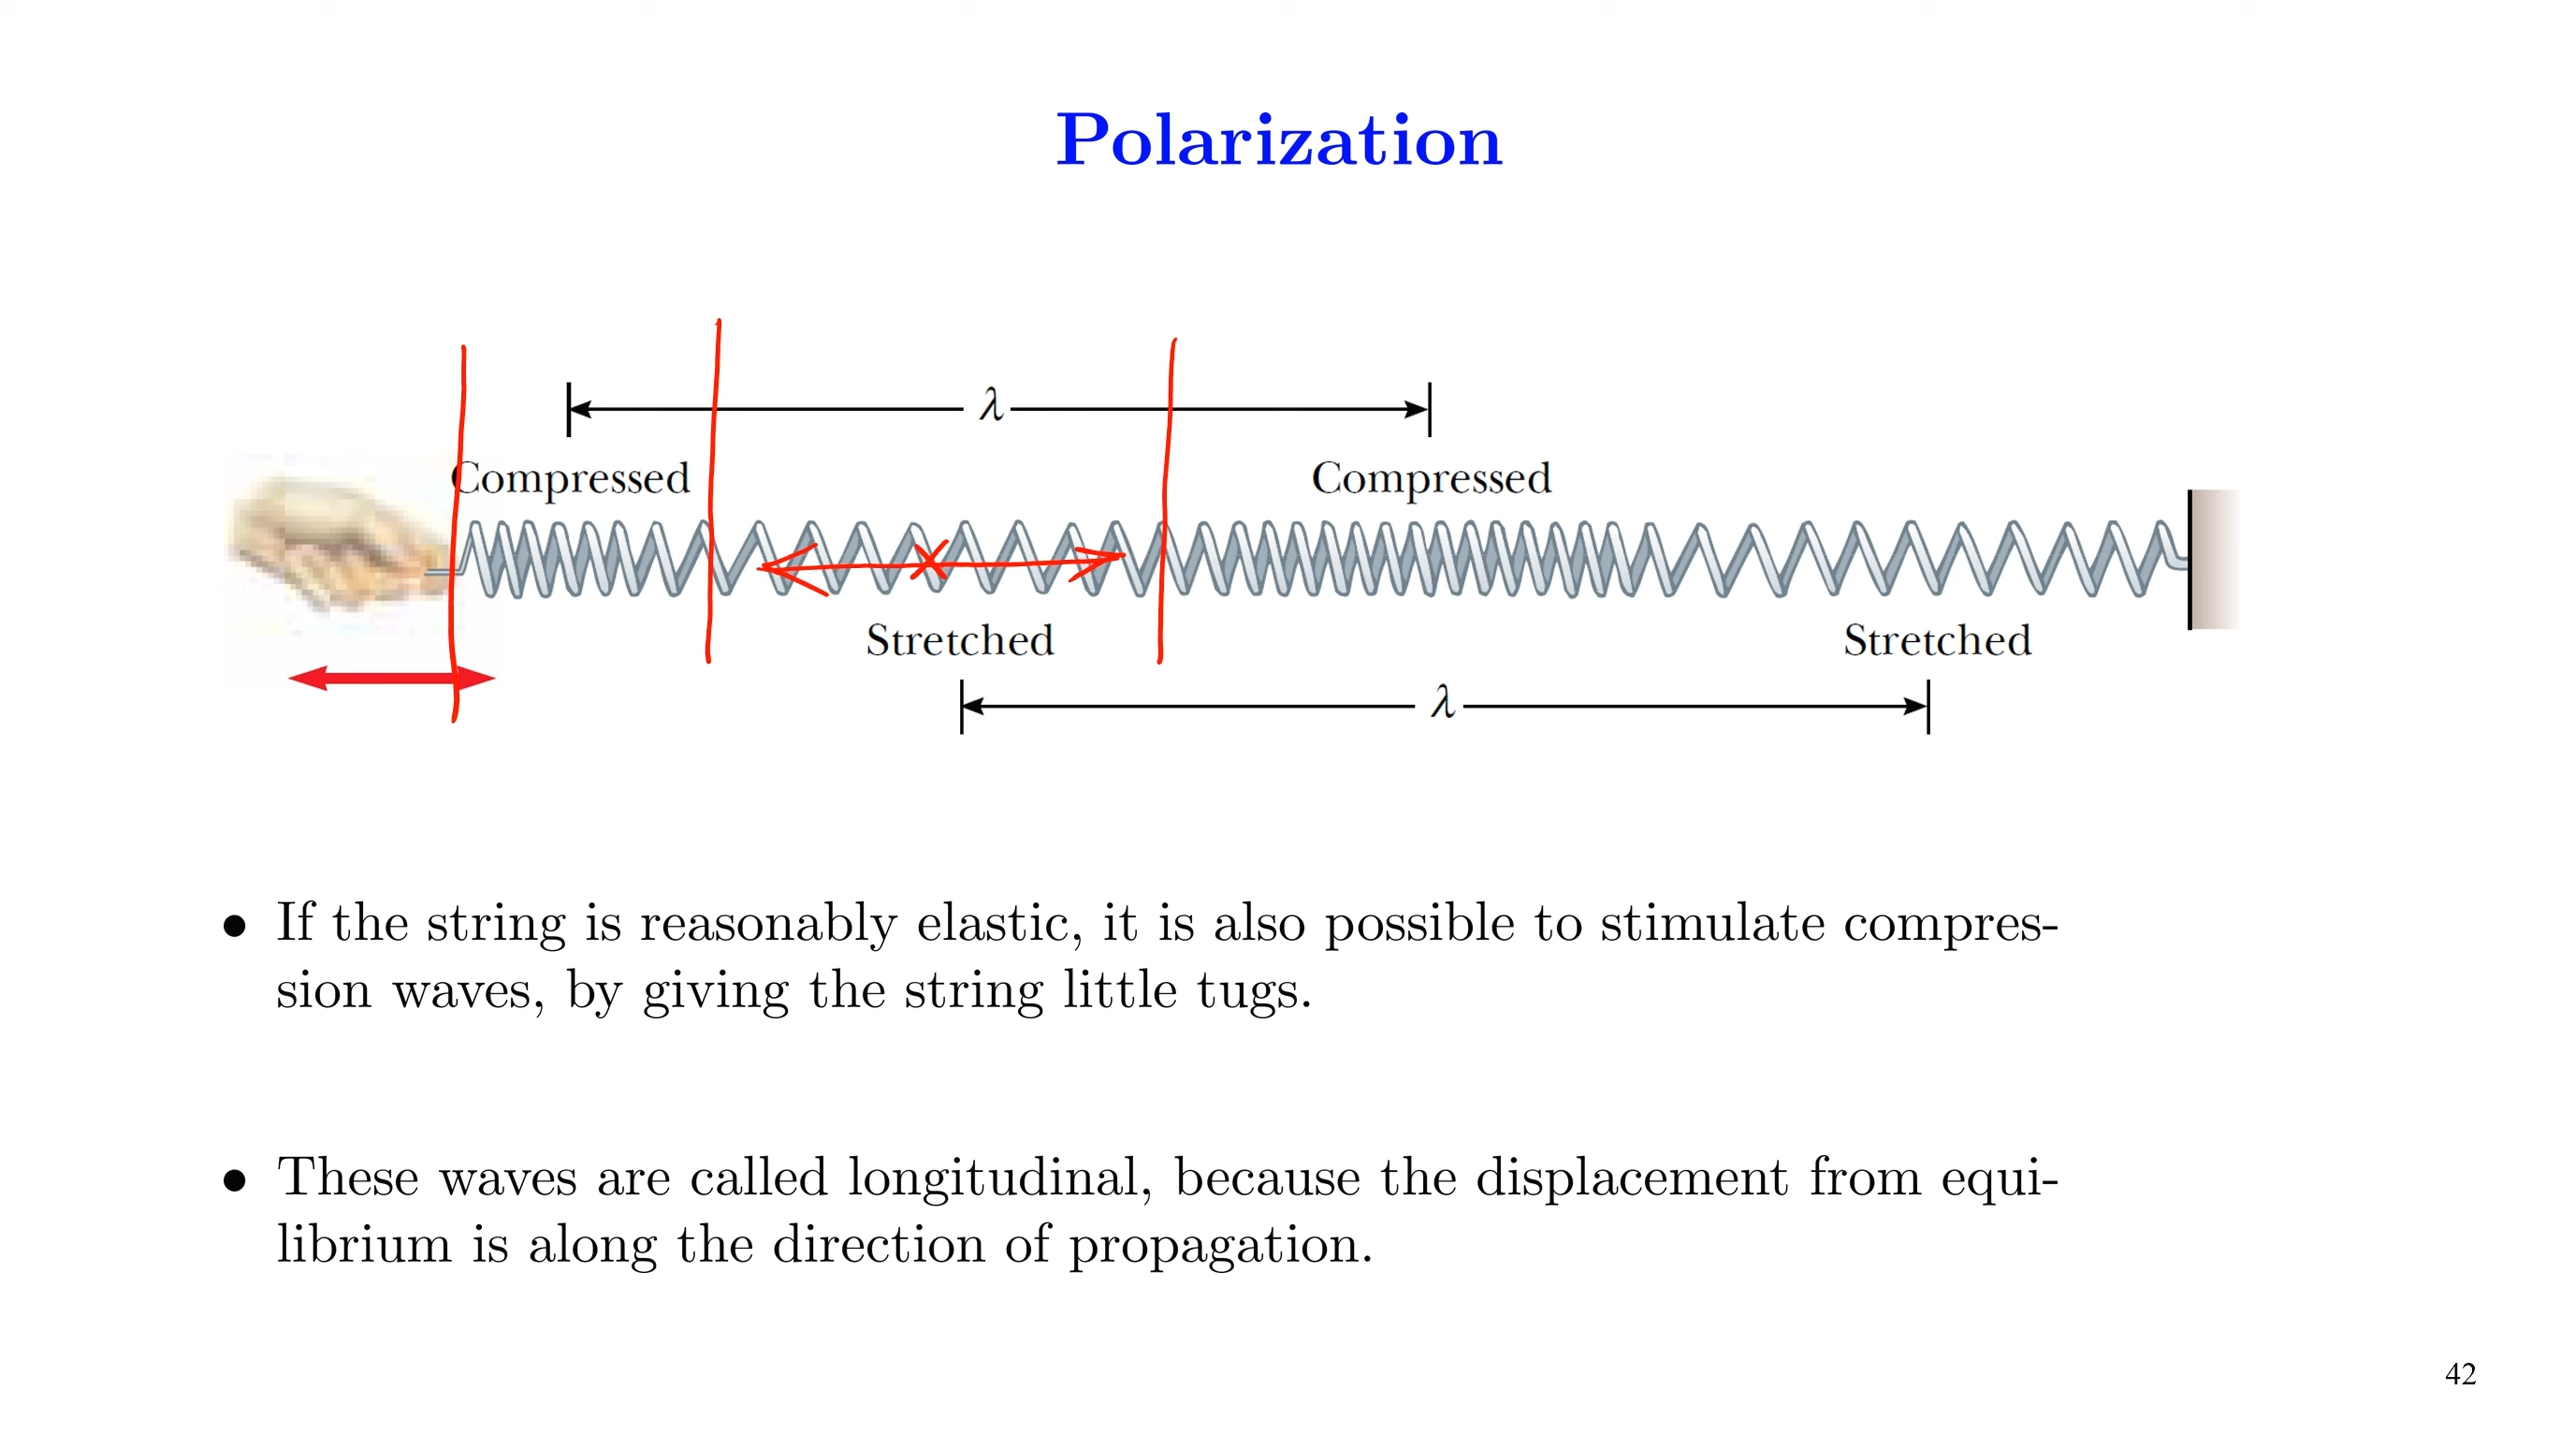 Polarization
λ
Compressed Compressed
Stretched Stretched
λ
• If the string is reasonably elastic, it is also possible to stimulate compres-
sion waves, by giving the string little tugs.
• These waves are called longitudinal, because the displacement from equi-
librium is along the direction of propagation.
42